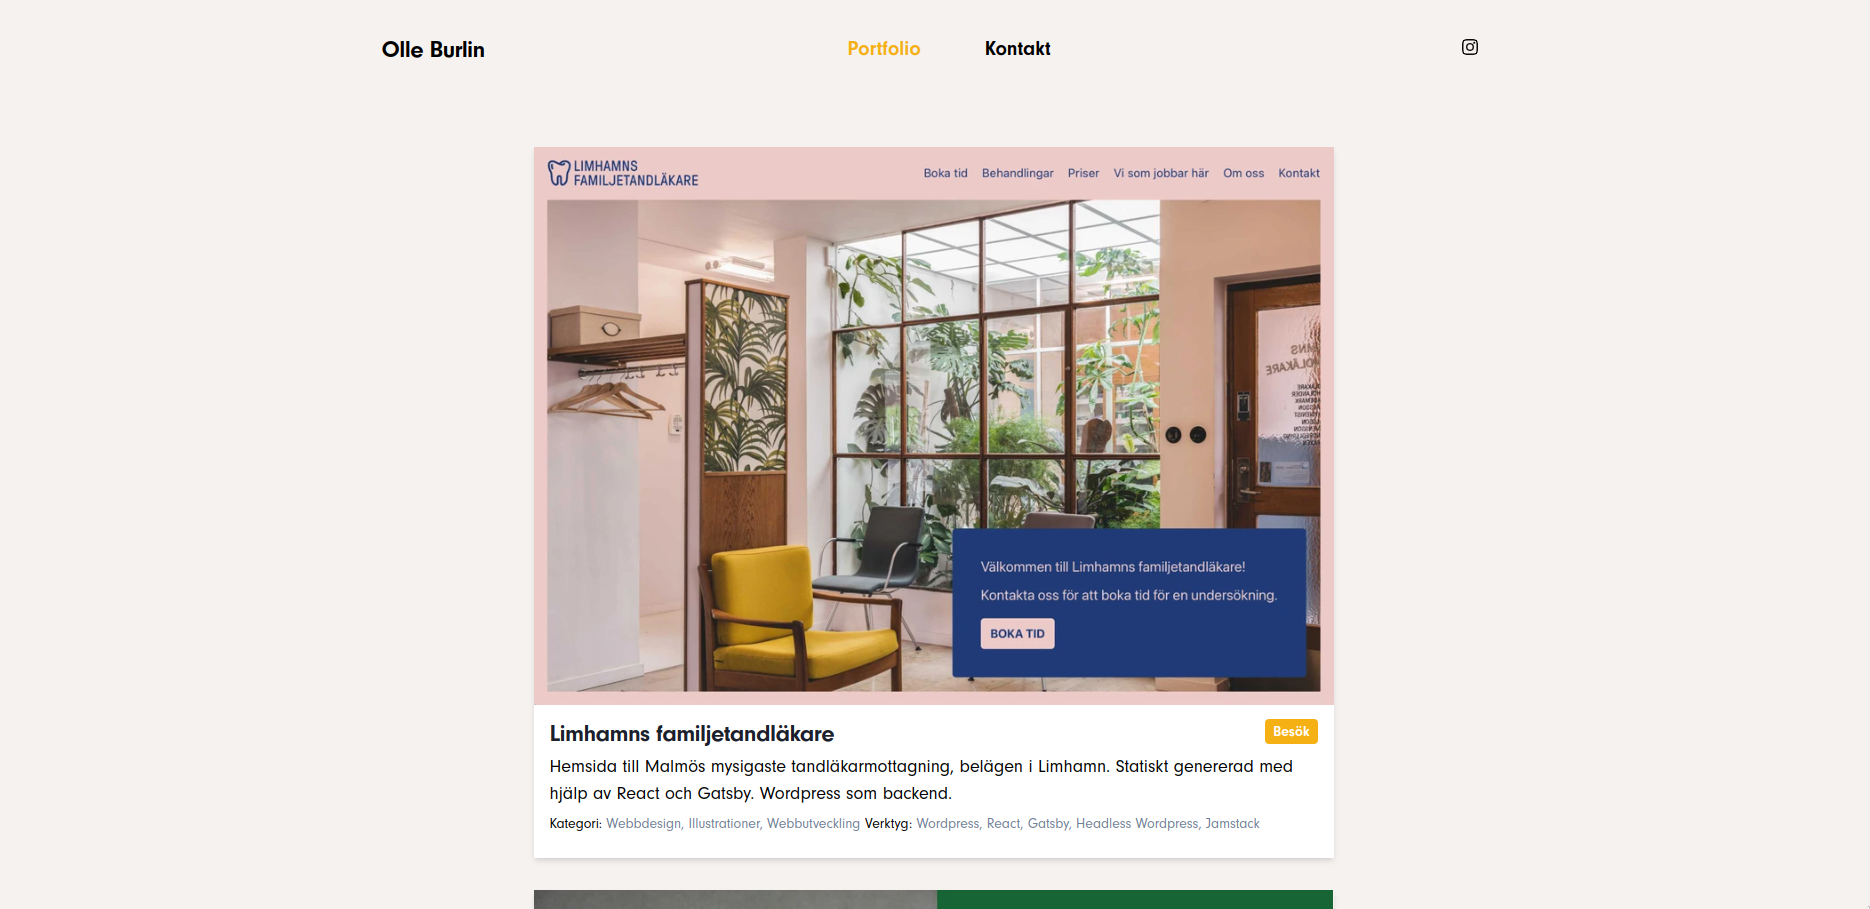 Olle Burlin
Portfolio
Kontakt
LIMHAMNS
FAMILJETANDLÄKARE
Boka tid
Behandlingar
Priser
Vi som jobbar här
Om oss
Kontakt
Välkommen till Limhamns familjetandläkare!
Kontakta oss för att boka tid för en undersökning.
BOKA TID
Limhamns familjetandläkare
Besök
Hemsida till Malmös mysigaste tandläkarmottagning, belägen i Limhamn. Statiskt genererad med
hjälp av React och Gatsby. Wordpress som backend.
Kategori: Webbdesign, Illustrationer, Webbutveckling Verktyg: Wordpress, React, Gatsby, Headless Wordpress, Jamstack